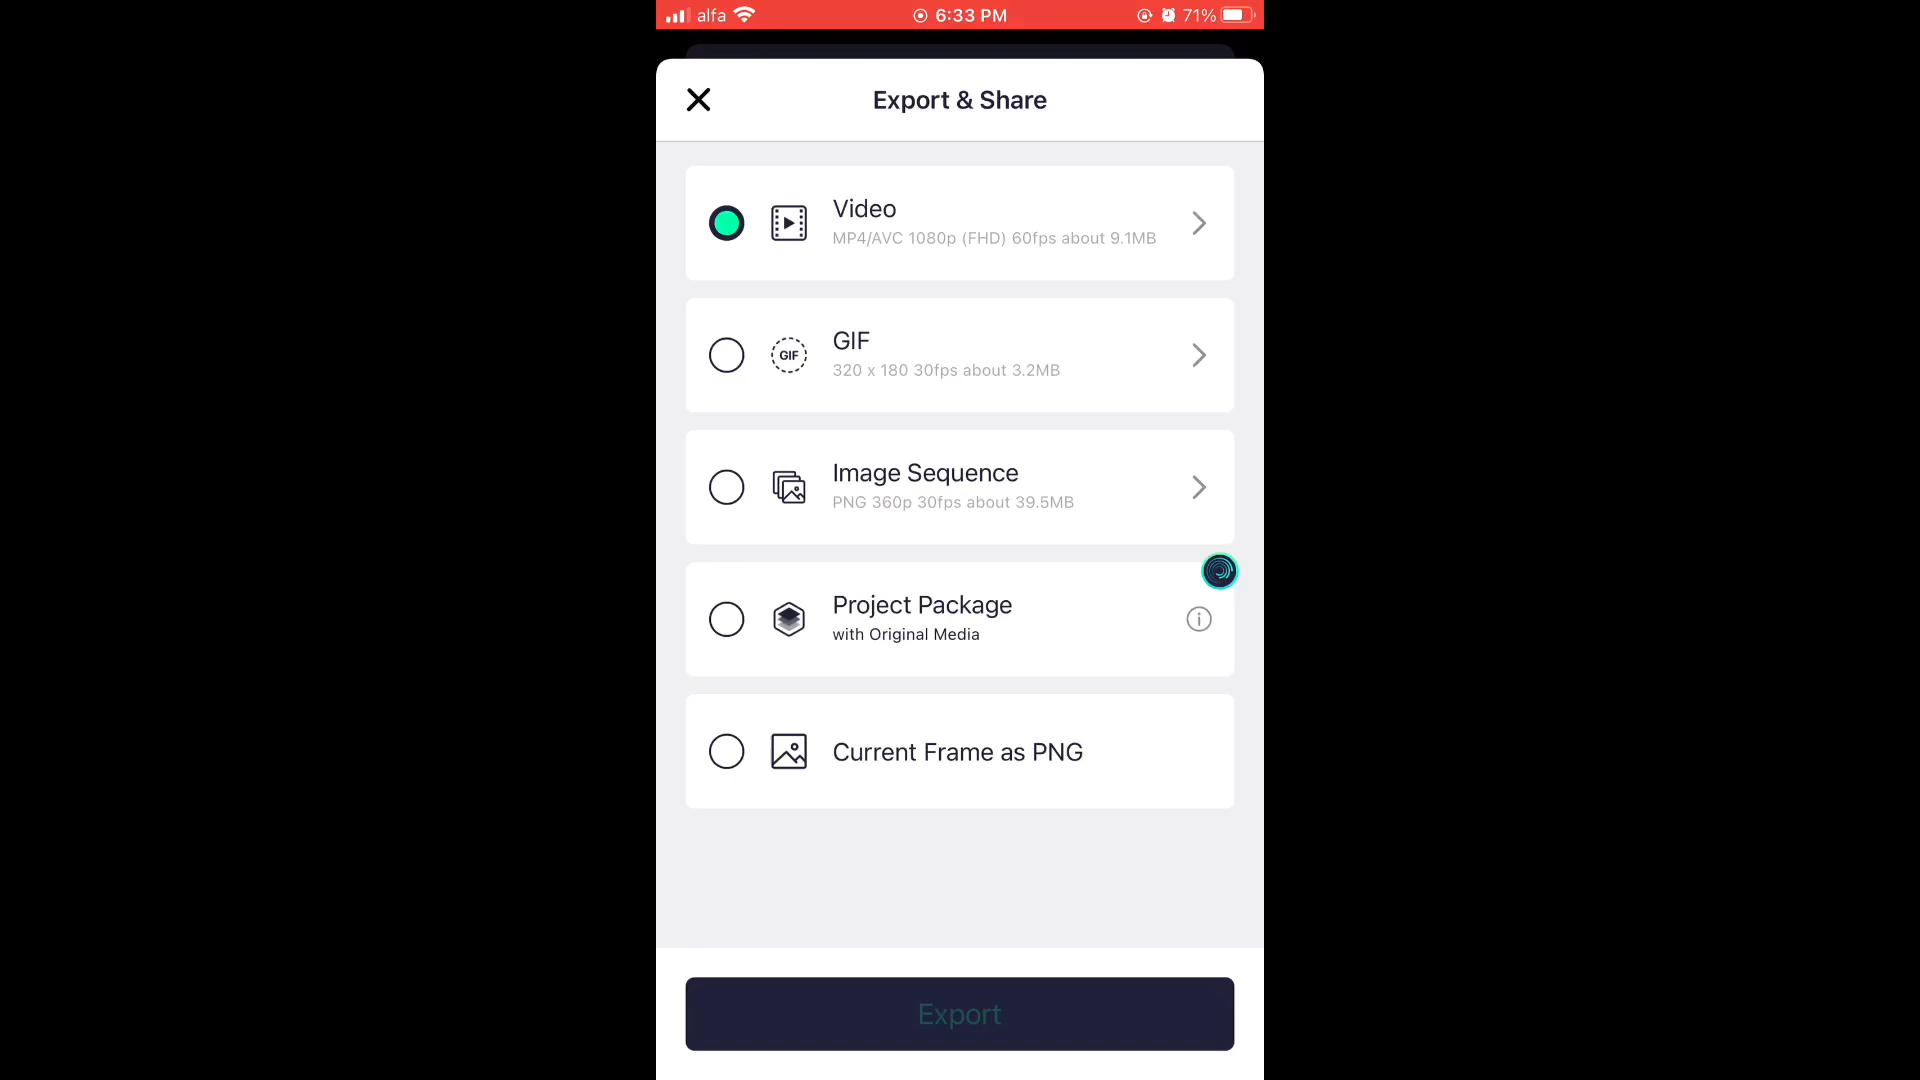 alfa 6:33 PM 71%
Export & Share
Video
MP4/AVC 1080p (FHD) 60fps about 9.1MB
GIF
GIF
320 x 180 30fps about 3.2MB
Image Sequence
PNG 360p 30fps about 39.5MB
Project Package
with Original Media
Current Frame as PNG
Export